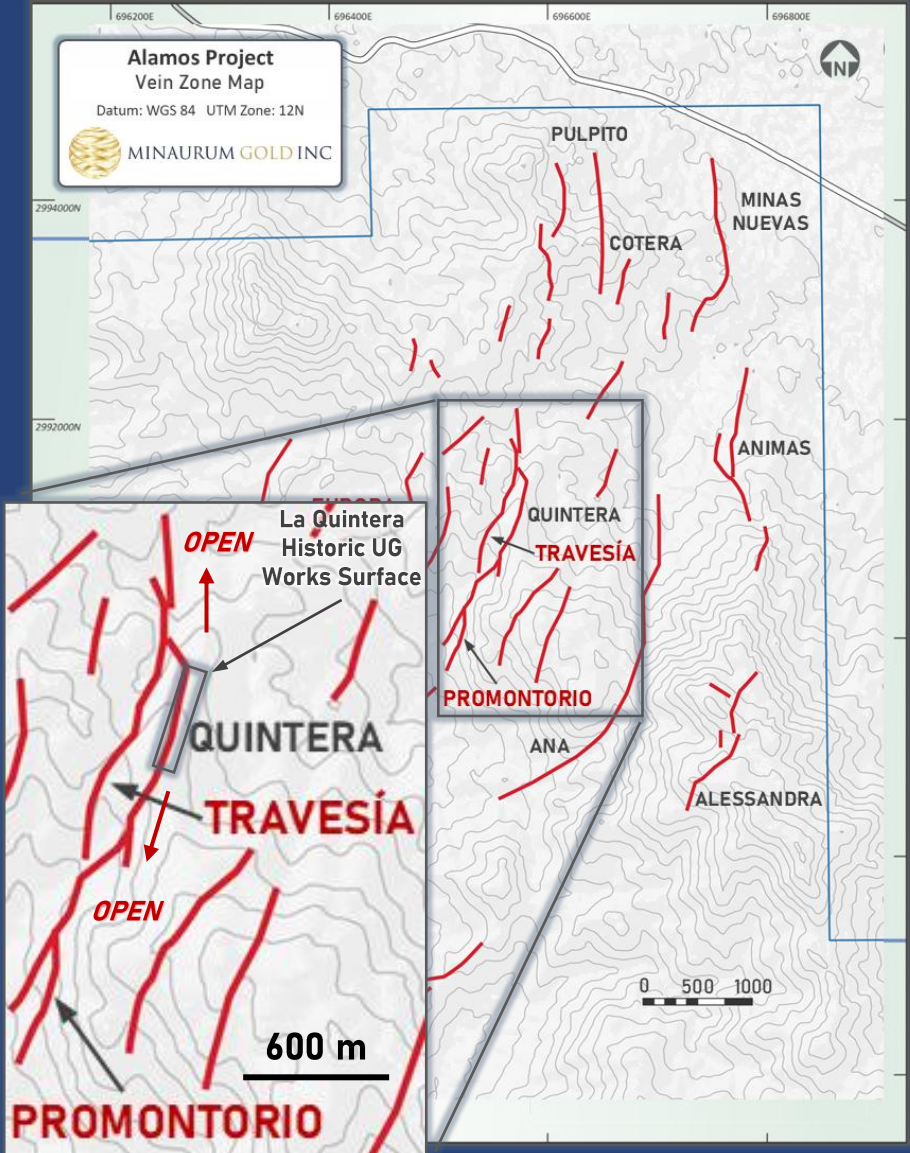 696200E
696400E
696600E
696800E
Alamos Project
Vein Zone Map
Datum: WGS 84 UTM Zone: 12N
MINAURUM GOLD INC
N
2994000N
2992000N
PULPITO
MINAS
NUEVAS
COTERA
ANIMAS
QUINTERA
TRAVESÍA
PROMONTORIO
ANA
ALESSANDRA
0 500 1000
La Quintera
Historic UG
Works Surface
OPEN
QUINTERA
TRAVESÍA
OPEN
600 m
PROMONTORIO